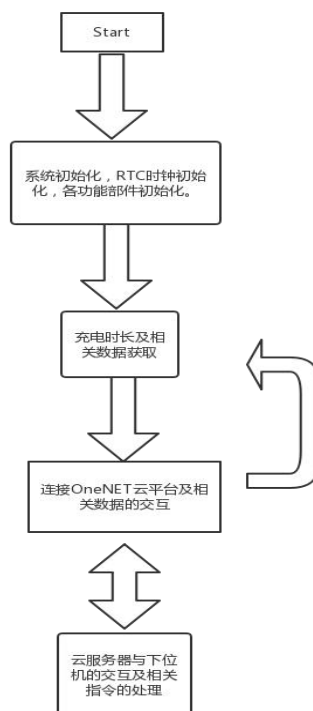 Start
系统初始化，RTC时钟初始
化，各功能部件初始化。
充电时长及相
关数据获取
连接OneNET云平台及相
关数据的交互
云服务器与下位
机的交互及相关
指令的处理